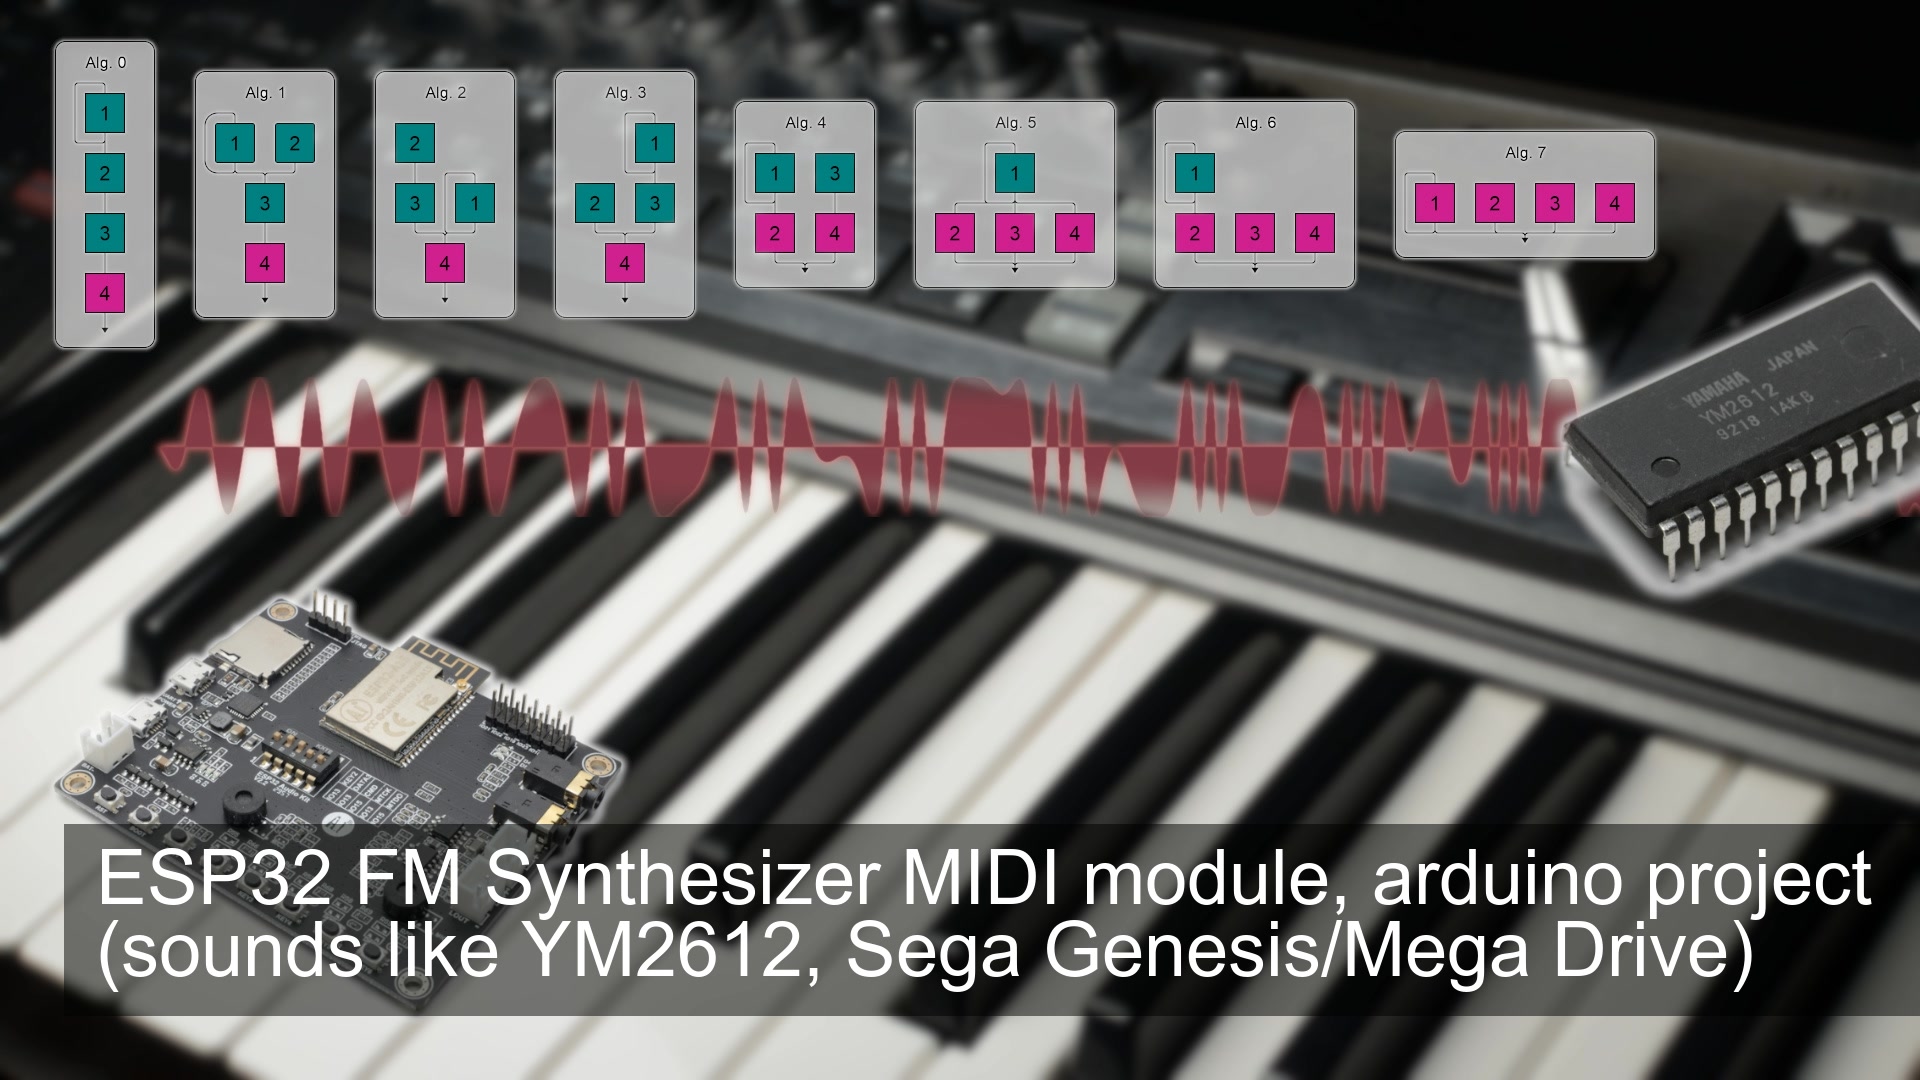 Alg. 0
1
2
3
4
Alg. 1
1 2
3
4
Alg. 2
2
3 1
4
Alg. 3
1
2 3
4
Alg. 4
1 3
2 4
Alg. 5
1
2 3 4
Alg. 6
1
2 3 4
Alg. 7
1 2 3 4
YAMAHA JAPAN
YM2612
ESP32 FM Synthesizer MIDI module, arduino project
(sounds like YM2612, Sega Genesis/Mega Drive)